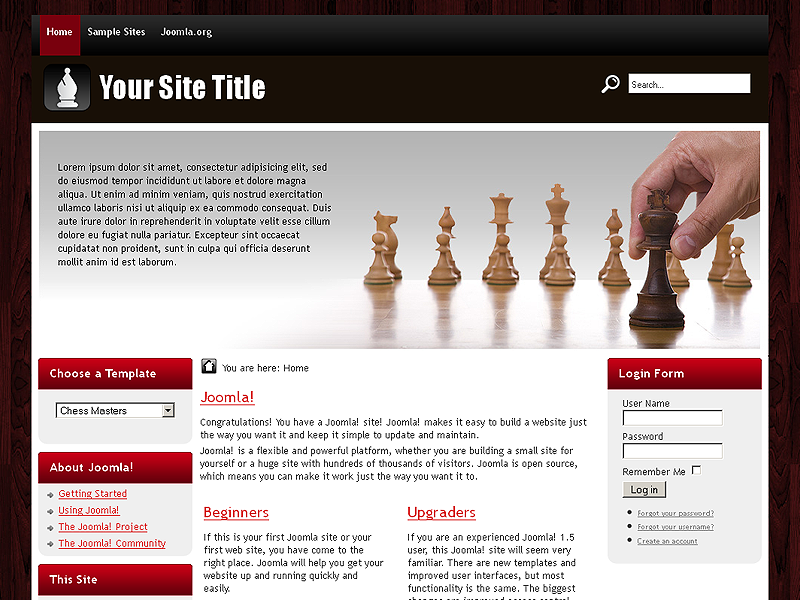 Home Sample Sites Joomla.org
Your Site Title
Search...
Lorem ipsum dolor sit amet, consectetur adipisicing elit, sed
do eiusmod tempor incididunt ut labore et dolore magna
aliqua. Ut enim ad minim veniam, quis nostrud exercitation
ullamco laboris nisi ut aliquip ex ea commodo consequat. Duis
aute irure dolor in reprehenderit in voluptate velit esse cillum
dolore eu fugiat nulla pariatur. Excepteur sint occaecat
cupidatat non proident, sunt in culpa qui officia deserunt
mollit anim id est laborum.
Choose a Template
Chess Masters
About Joomla!
Getting Started
Using Joomla!
The Joomla! Project
The Joomla! Community
This Site
You are here: Home
Joomla!
Congratulations! You have a Joomla! site! Joomla! makes it easy to build a website just
the way you want it and keep it simple to update and maintain.
Joomla! is a flexible and powerful platform, whether you are building a small site for
yourself or a huge site with hundreds of thousands of visitors. Joomla is open source,
which means you can make it work just the way you want it to.
Beginners
If this is your first Joomla site or your
first web site, you have come to the
right place. Joomla will help you get your
website up and running quickly and
easily.
Upgraders
If you are an experienced Joomla! 1.5
user, this Joomla! site will seem very
familiar. There are new templates and
improved user interfaces, but most
functionality is the same. The biggest
changes are improved access control
Login Form
User Name
Password
Remember Me
Log in
Forgot your password?
Forgot your username?
Create an account